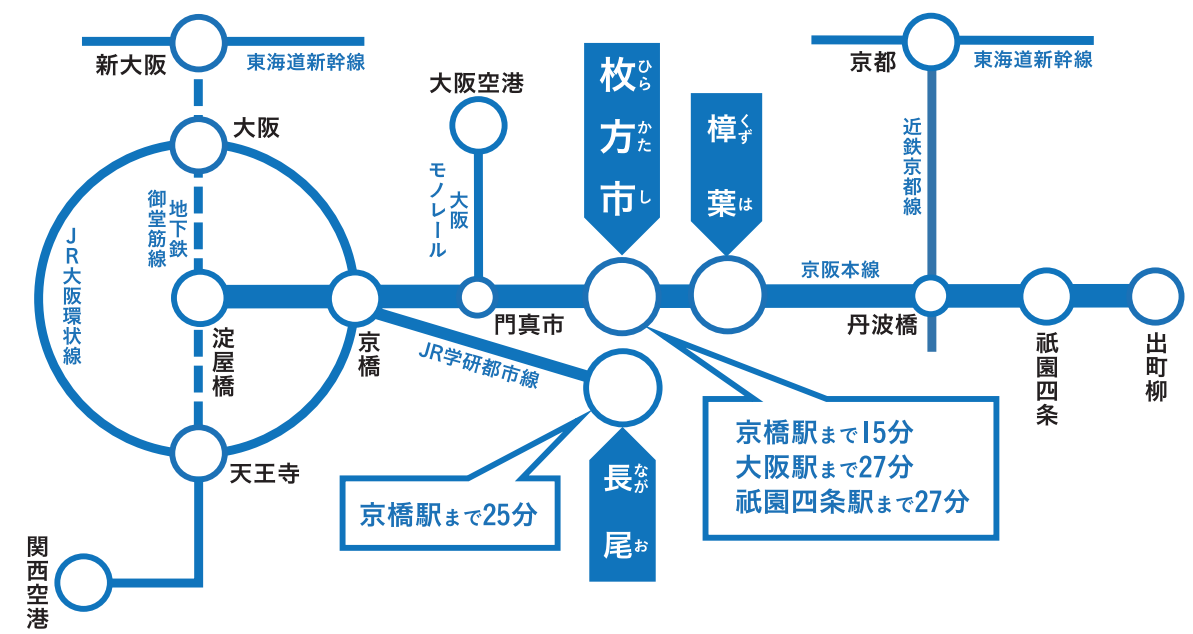 新大阪
東海道新幹線
大阪
地下鉄
御堂筋線
JR大阪環状線
淀屋橋
天王寺
関西空港
京橋
大阪空港
大阪
モノレール
門真市
枚方市
ひらかたし
樟葉
くずは
京都
東海道新幹線
近鉄京都線
京阪本線
丹波橋
祇園四条
出町柳
JR学研都市線
長尾
ながお
京橋駅まで25分
京橋駅まで15分
大阪駅まで27分
祇園四条駅まで27分